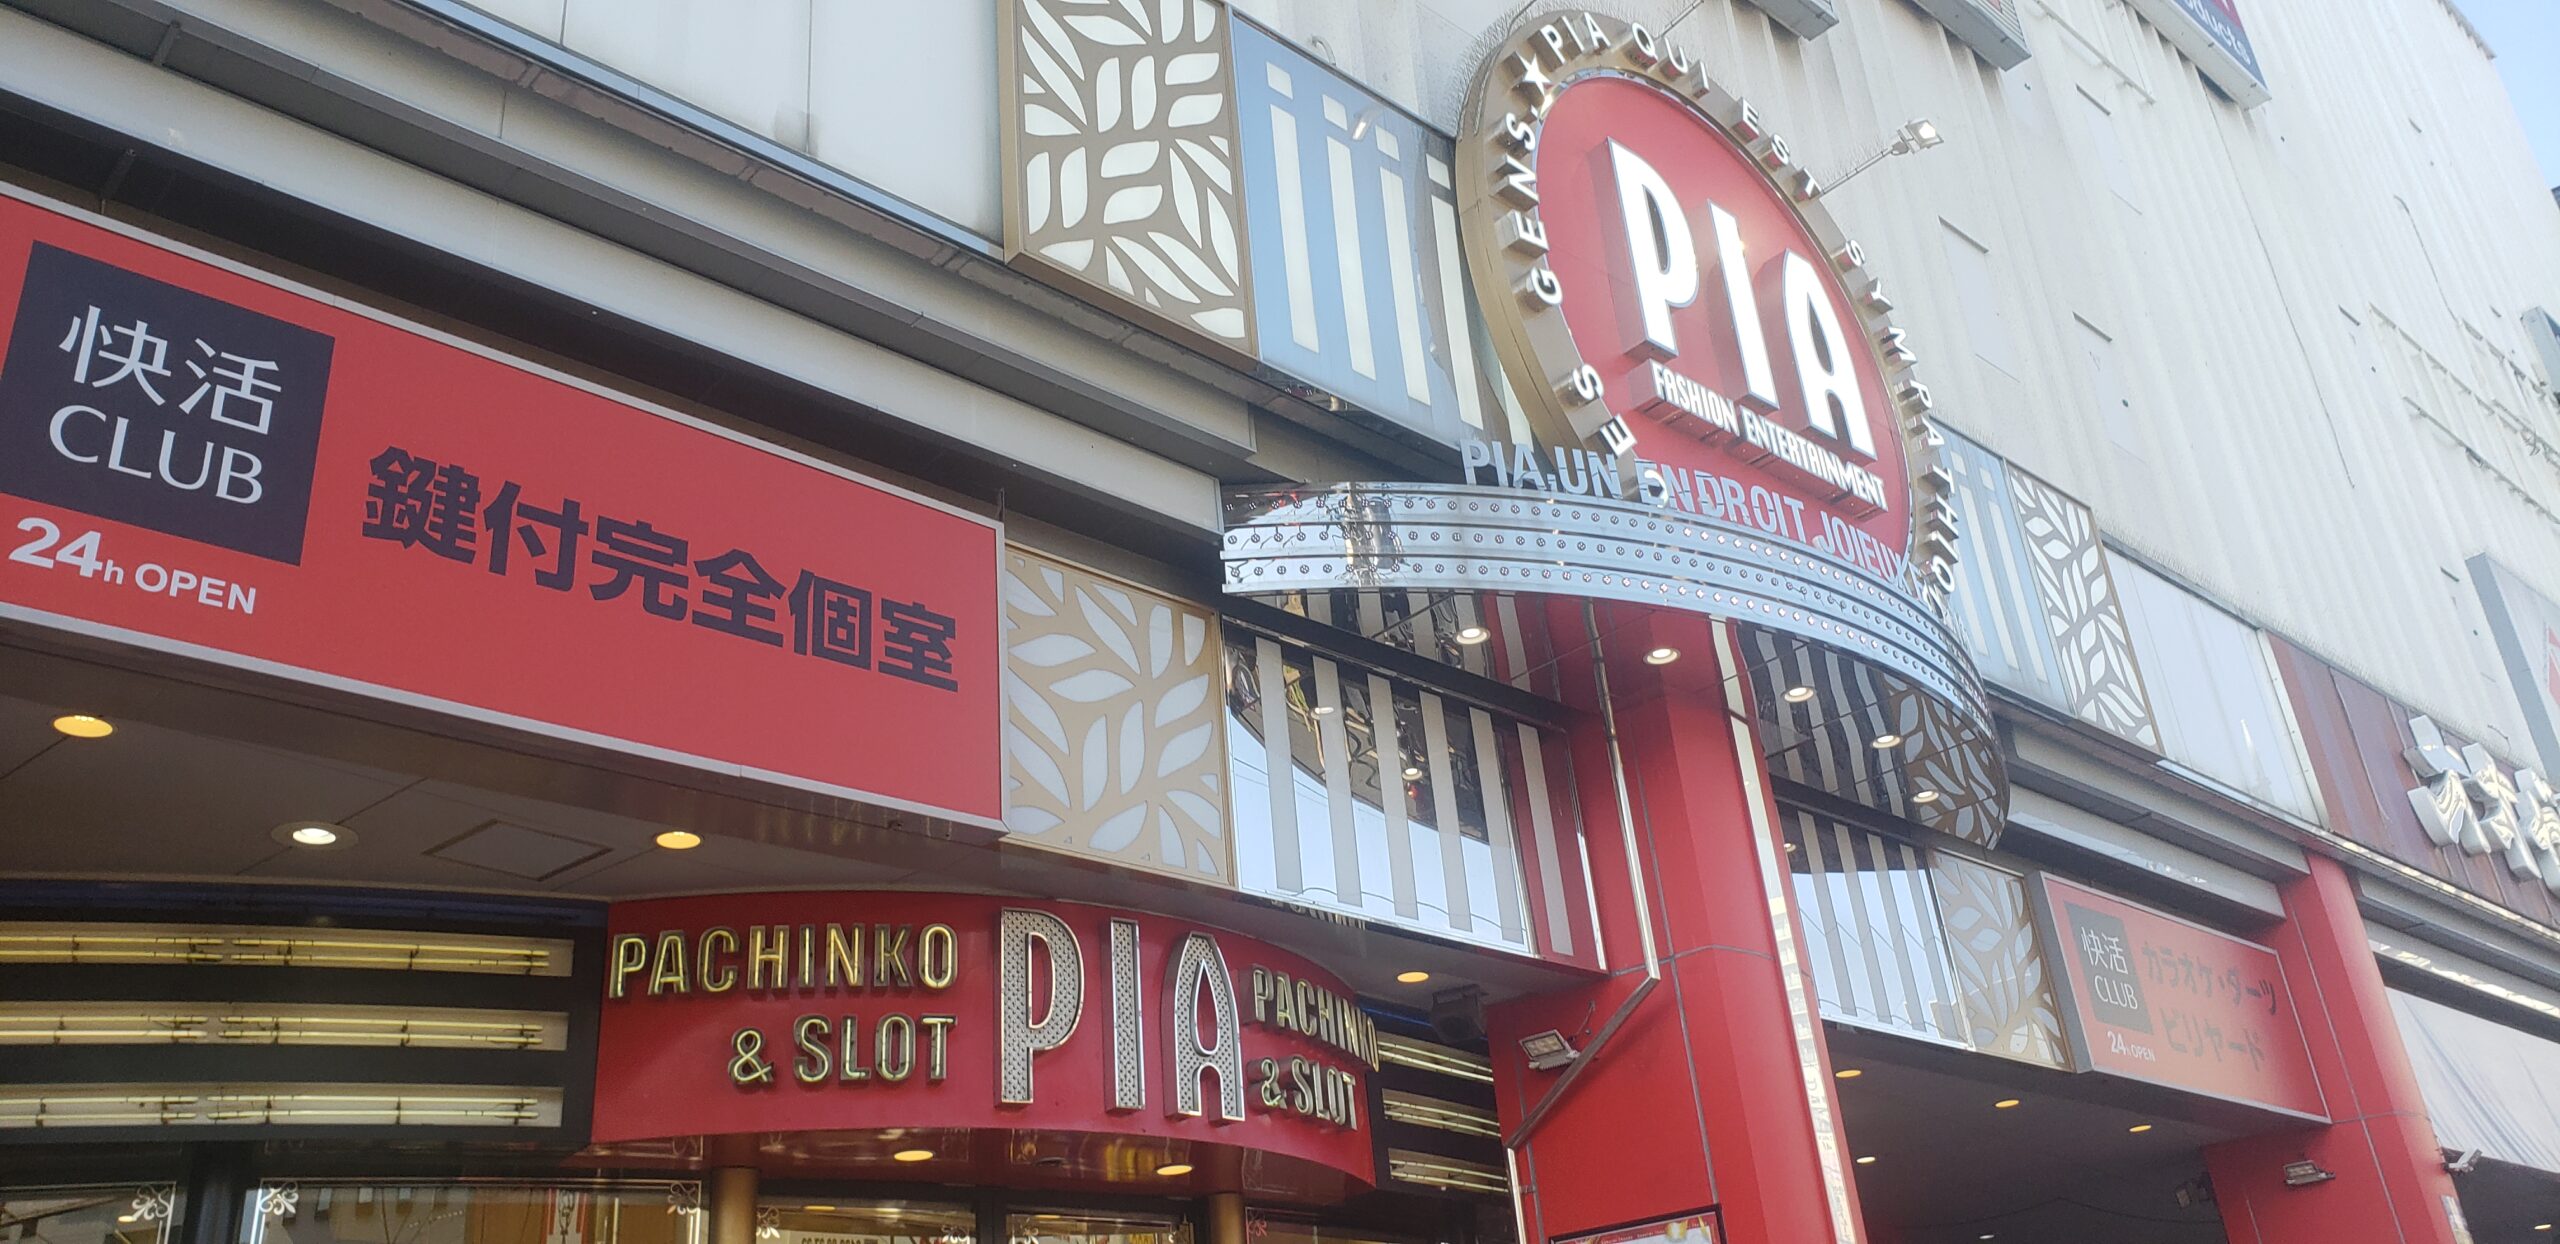 快活
CLUB
24h OPEN
鍵付完全個室
PIA QUI EST SYMPATHIQUE
SES GENS.
PIA
FASHION ENTERTAINMENT
PIA.UN ENDROIT JOIEUX
PACHINKO
& SLOT
PIA
PACHINKO
& SLOT
快活
CLUB
24h OPEN
カラオケ・ダーツ
ビリヤード